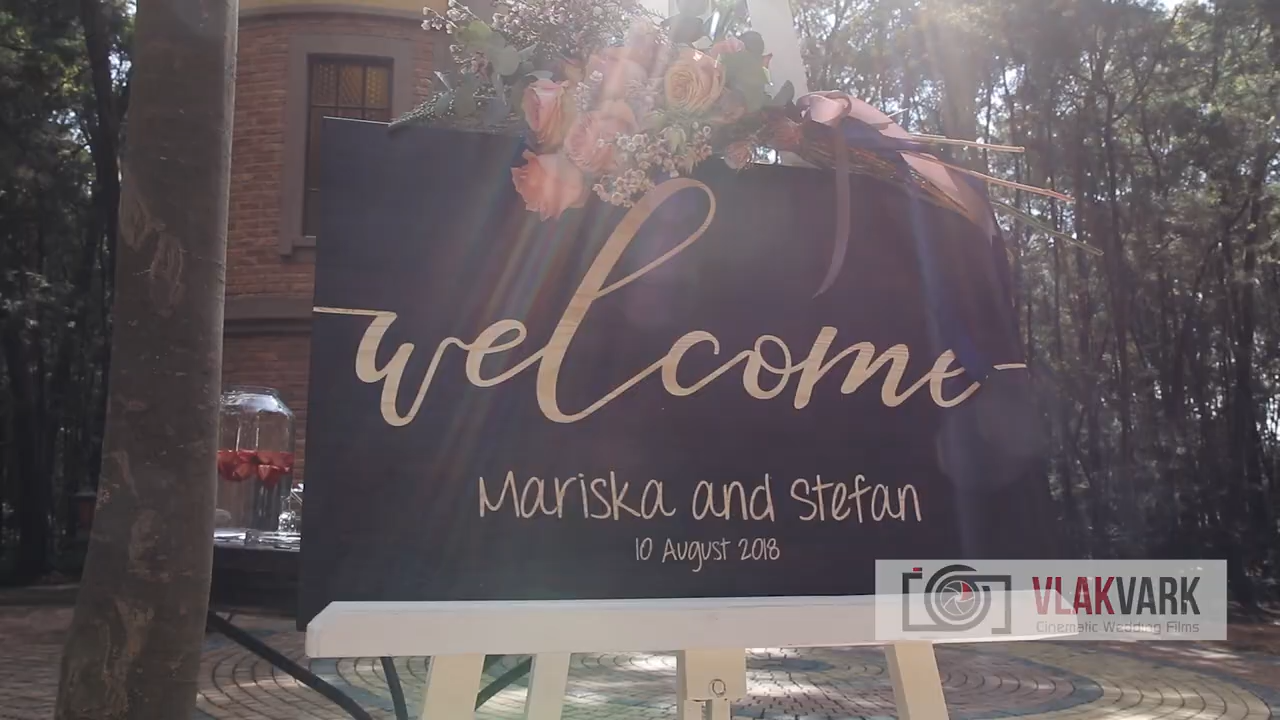 welcome
Mariska and Stefan
10 August 2018
VLAKVARK
Cinematic Wedding Films